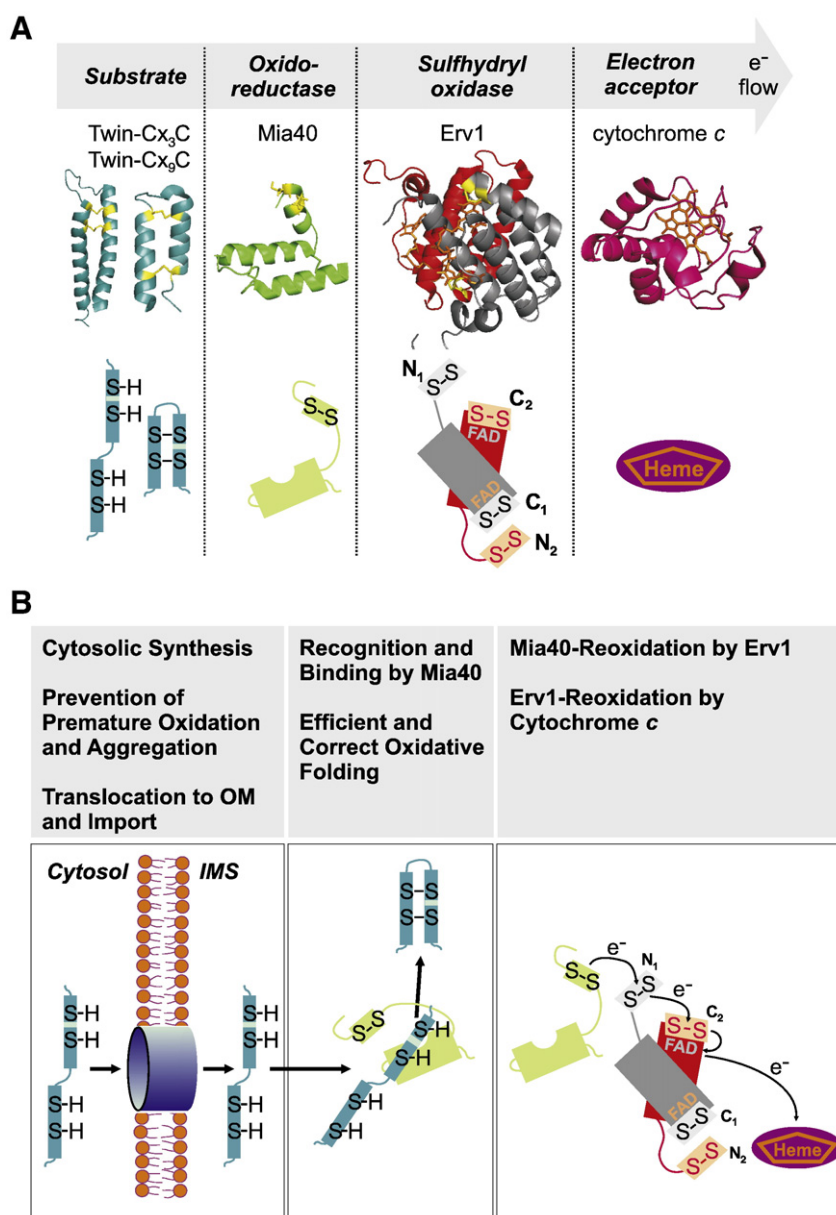 A
Substrate
Oxido-
reductase
Sulfhydryl
oxidase
Electron
acceptor
e⁻
flow
Twin-Cx₃C
Twin-Cx₉C
Mia40
Erv1
cytochrome c
S-H
S-H
S-H
S-H
S-S
S-S
S-S
N₁
S-S
C₂
S-S
FAD
FAD
S-S
C₁
S-S
N₂
Heme
B
Cytosolic Synthesis
Prevention of
Premature Oxidation
and Aggregation
Translocation to OM
and Import
Recognition and
Binding by Mia40
Efficient and
Correct Oxidative
Folding
Mia40-Reoxidation by Erv1
Erv1-Reoxidation by
Cytochrome c
Cytosol
IMS
S-H
S-H
S-H
S-H
S-H
S-H
S-H
S-H
S-S
S-S
S-S
S-H
S-H
S-H
S-H
e⁻
S-S
N₁
S-S
e⁻
C₂
S-S
FAD
e⁻
FAD
S-S
C₁
S-S
N₂
Heme